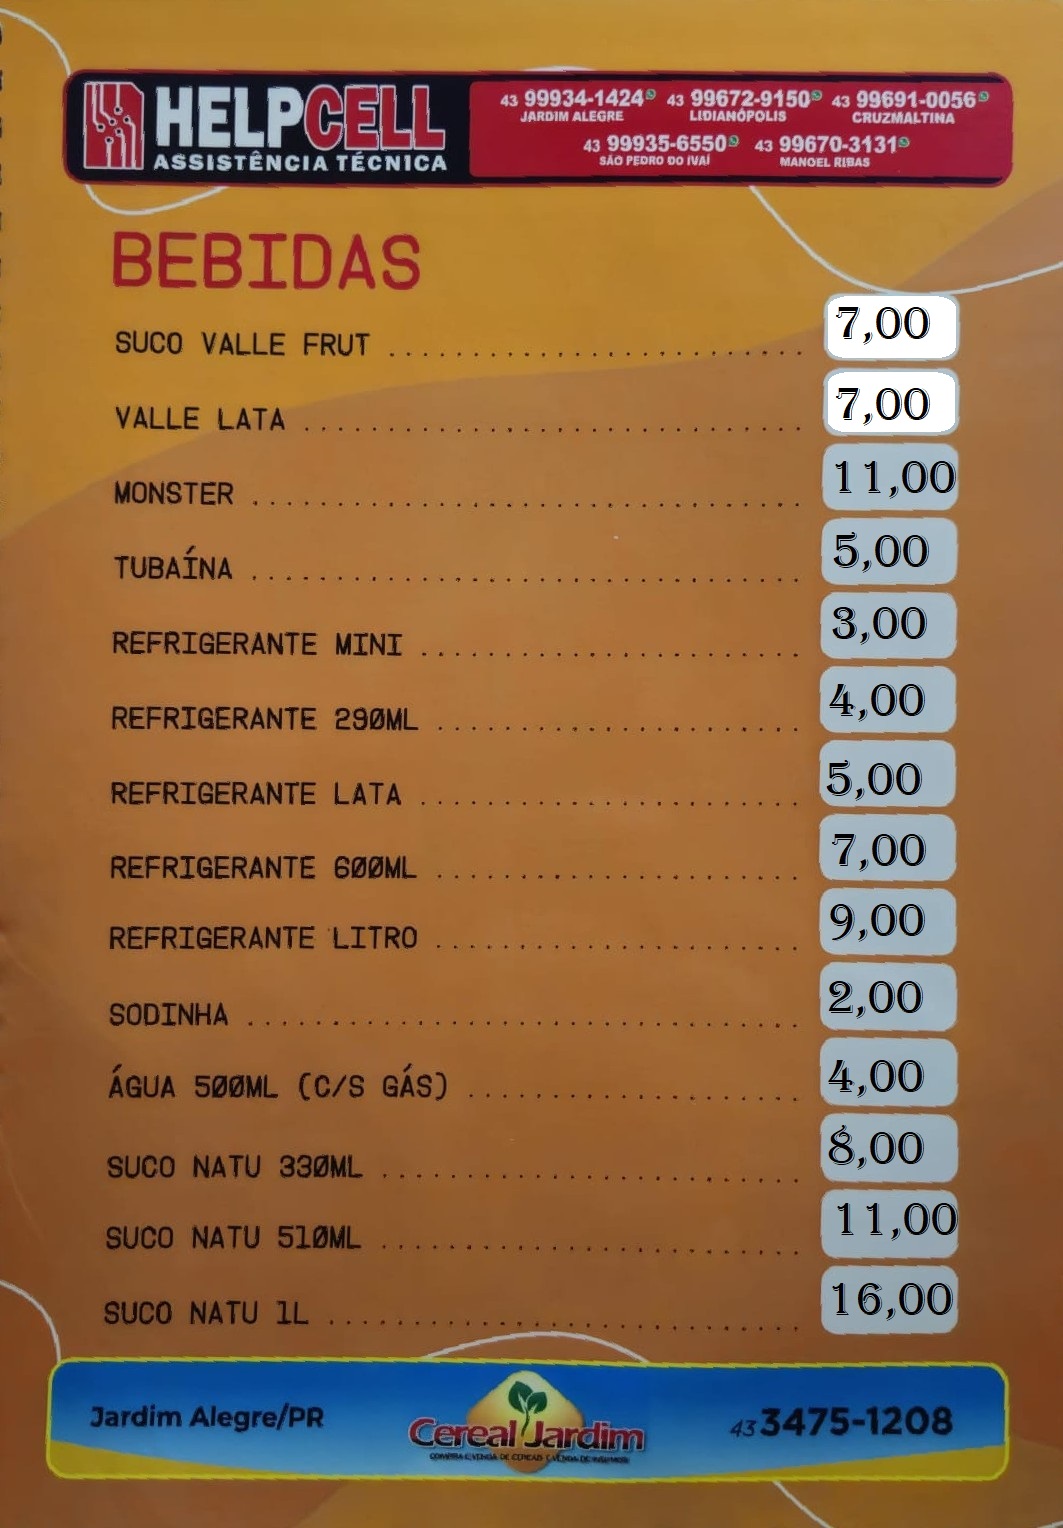 HELPCELL
ASSISTÊNCIA TÉCNICA
43 99934-1424 43 99672-9150 43 99691-0056
JARDIM ALEGRE LIDIANÓPOLIS CRUZMALTINA
43 99935-6550 43 99670-3131
SÃO PEDRO DO IVAÍ MANOEL RIBAS
BEBIDAS
SUCO VALLE FRUT ............................. 7,00
VALLE LATA ................................... 7,00
MONSTER ....................................... 11,00
TUBAÍNA ....................................... 5,00
REFRIGERANTE MINI ........................... 3,00
REFRIGERANTE 290ML .......................... 4,00
REFRIGERANTE LATA ........................... 5,00
REFRIGERANTE 600ML .......................... 7,00
REFRIGERANTE LITRO .......................... 9,00
SODINHA ....................................... 2,00
ÁGUA 500ML (C/S GÁS) ........................ 4,00
SUCO NATU 330ML .............................. 8,00
SUCO NATU 510ML .............................. 11,00
SUCO NATU 1L .................................. 16,00
Jardim Alegre/PR
Cereal Jardim
COMPRA E VENDA DE CEREAIS E VENDA DE INSUMOS
43 3475-1208